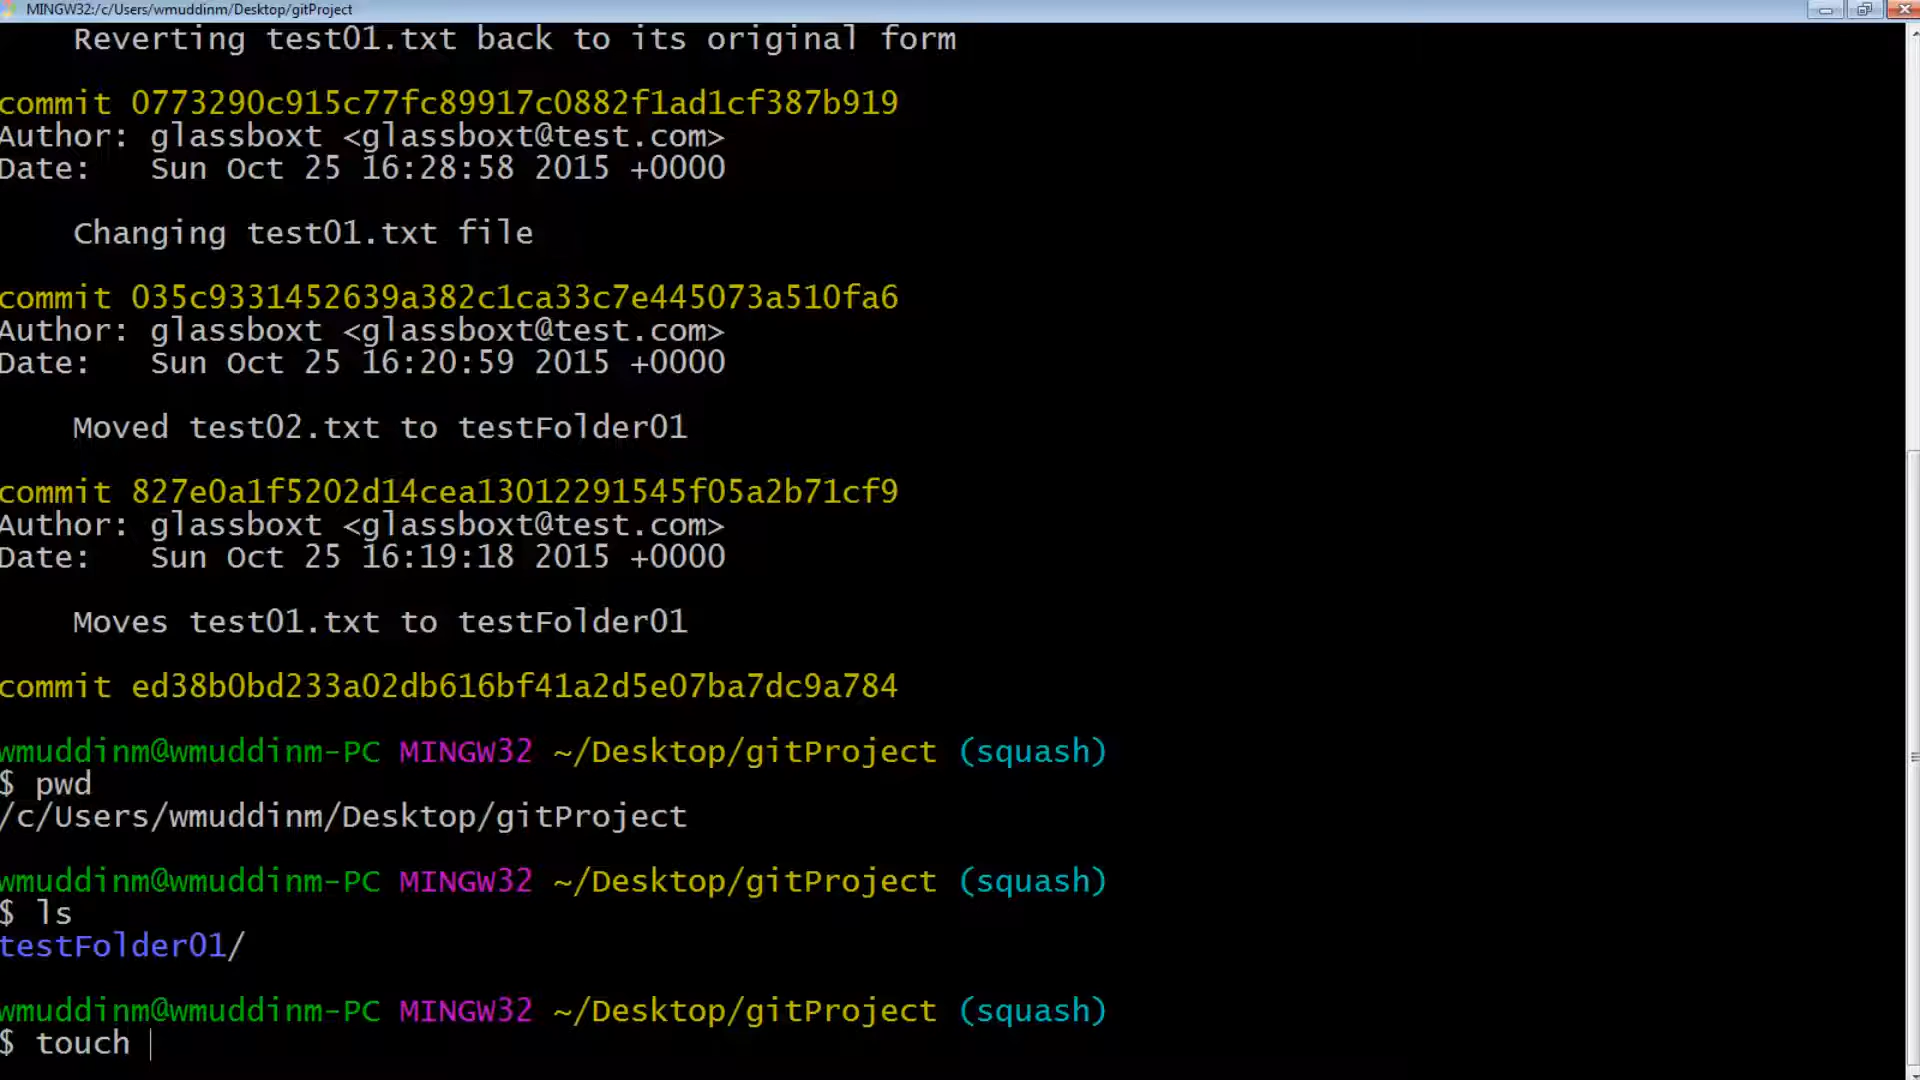 MINGW32:/c/Users/wmuddinm/Desktop/gitProject
Reverting test01.txt back to its original form
commit 0773290c915c77fc89917c0882f1ad1cf387b919
Author: glassboxt <glassboxt@test.com>
Date:   Sun Oct 25 16:28:58 2015 +0000
Changing test01.txt file
commit 035c9331452639a382c1ca33c7e445073a510fa6
Author: glassboxt <glassboxt@test.com>
Date:   Sun Oct 25 16:20:59 2015 +0000
Moved test02.txt to testFolder01
commit 827e0a1f5202d14cea13012291545f05a2b71cf9
Author: glassboxt <glassboxt@test.com>
Date:   Sun Oct 25 16:19:18 2015 +0000
Moves test01.txt to testFolder01
commit ed38b0bd233a02db616bf41a2d5e07ba7dc9a784
wmuddinm@wmuddinm-PC MINGW32 ~/Desktop/gitProject (squash)
$ pwd
/c/Users/wmuddinm/Desktop/gitProject
wmuddinm@wmuddinm-PC MINGW32 ~/Desktop/gitProject (squash)
$ ls
testFolder01/
wmuddinm@wmuddinm-PC MINGW32 ~/Desktop/gitProject (squash)
$ touch